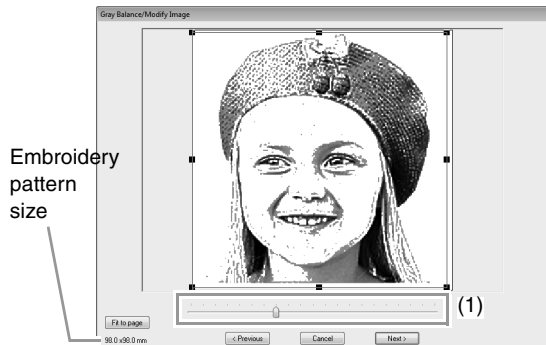 Gray Balance/Modify Image
Embroidery
pattern
size
(1)
Fit to page
98.0 x98.0 mm
< Previous
Cancel
Next >